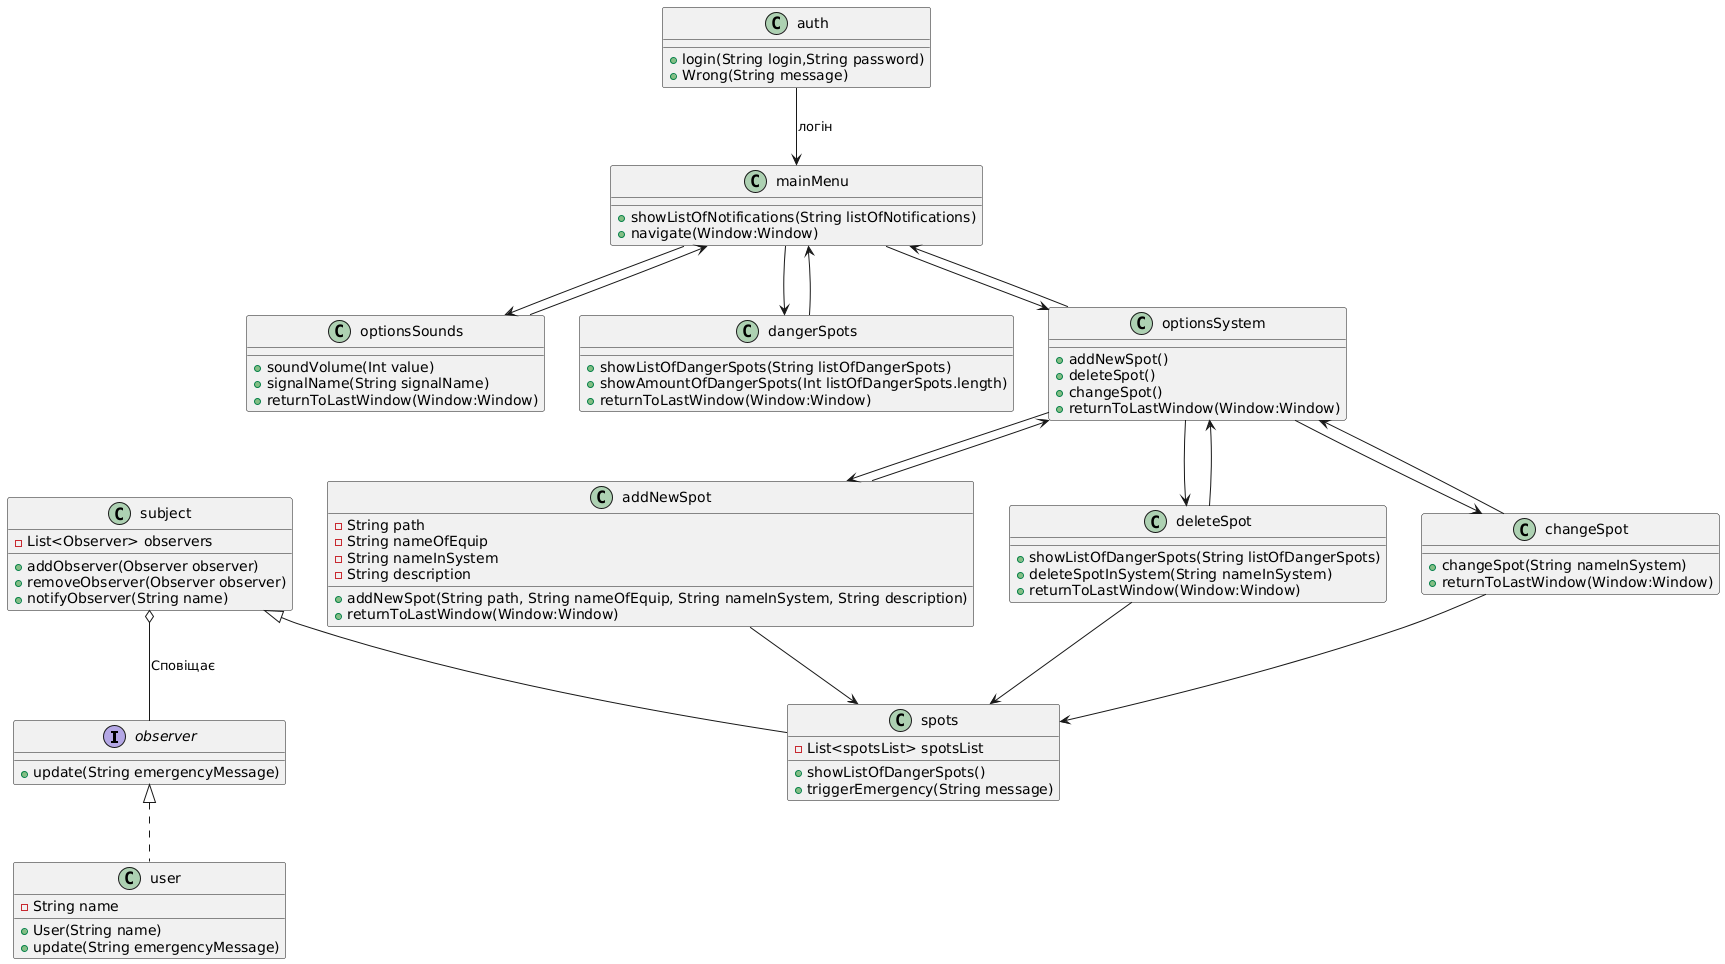 auth
login(String login,String password)
Wrong(String message)
логін
mainMenu
showListOfNotifications(String listOfNotifications)
navigate(Window:Window)
optionsSounds
soundVolume(Int value)
signalName(String signalName)
returnToLastWindow(Window:Window)
dangerSpots
showListOfDangerSpots(String listOfDangerSpots)
showAmountOfDangerSpots(Int listOfDangerSpots.length)
returnToLastWindow(Window:Window)
optionsSystem
addNewSpot()
deleteSpot()
changeSpot()
returnToLastWindow(Window:Window)
subject
List<Observer> observers
addObserver(Observer observer)
removeObserver(Observer observer)
notifyObserver(String name)
addNewSpot
String path
String nameOfEquip
String nameInSystem
String description
addNewSpot(String path, String nameOfEquip, String nameInSystem, String description)
returnToLastWindow(Window:Window)
deleteSpot
showListOfDangerSpots(String listOfDangerSpots)
deleteSpotInSystem(String nameInSystem)
returnToLastWindow(Window:Window)
changeSpot
changeSpot(String nameInSystem)
returnToLastWindow(Window:Window)
Сповіщає
observer
update(String emergencyMessage)
spots
List<spotsList> spotsList
showListOfDangerSpots()
triggerEmergency(String message)
user
String name
User(String name)
update(String emergencyMessage)